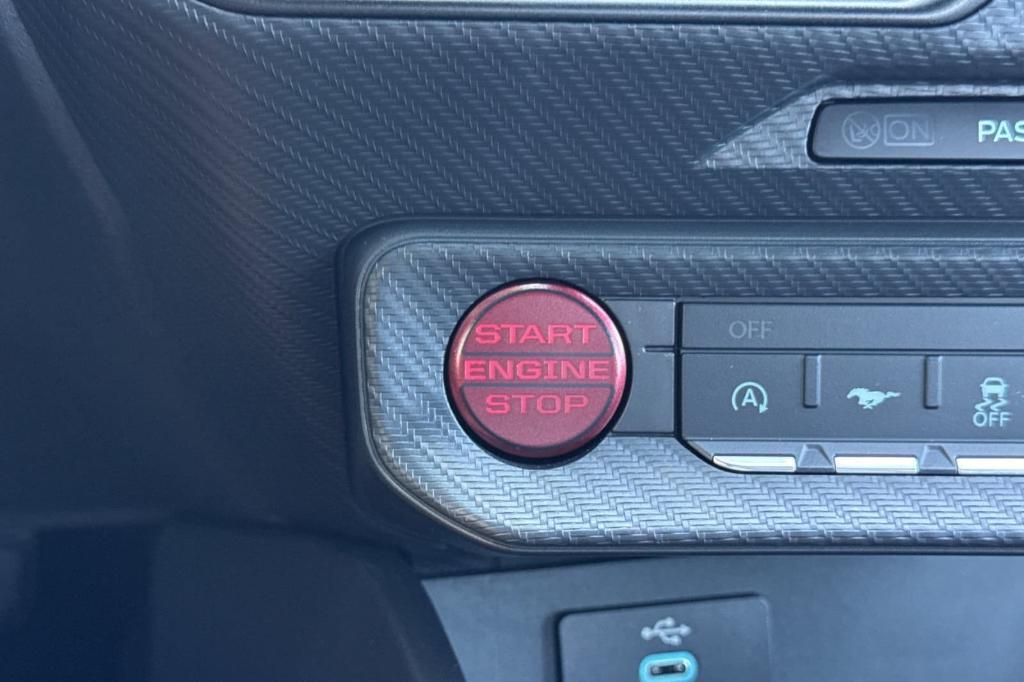 ON PAS
START
ENGINE
STOP
OFF
A
OFF